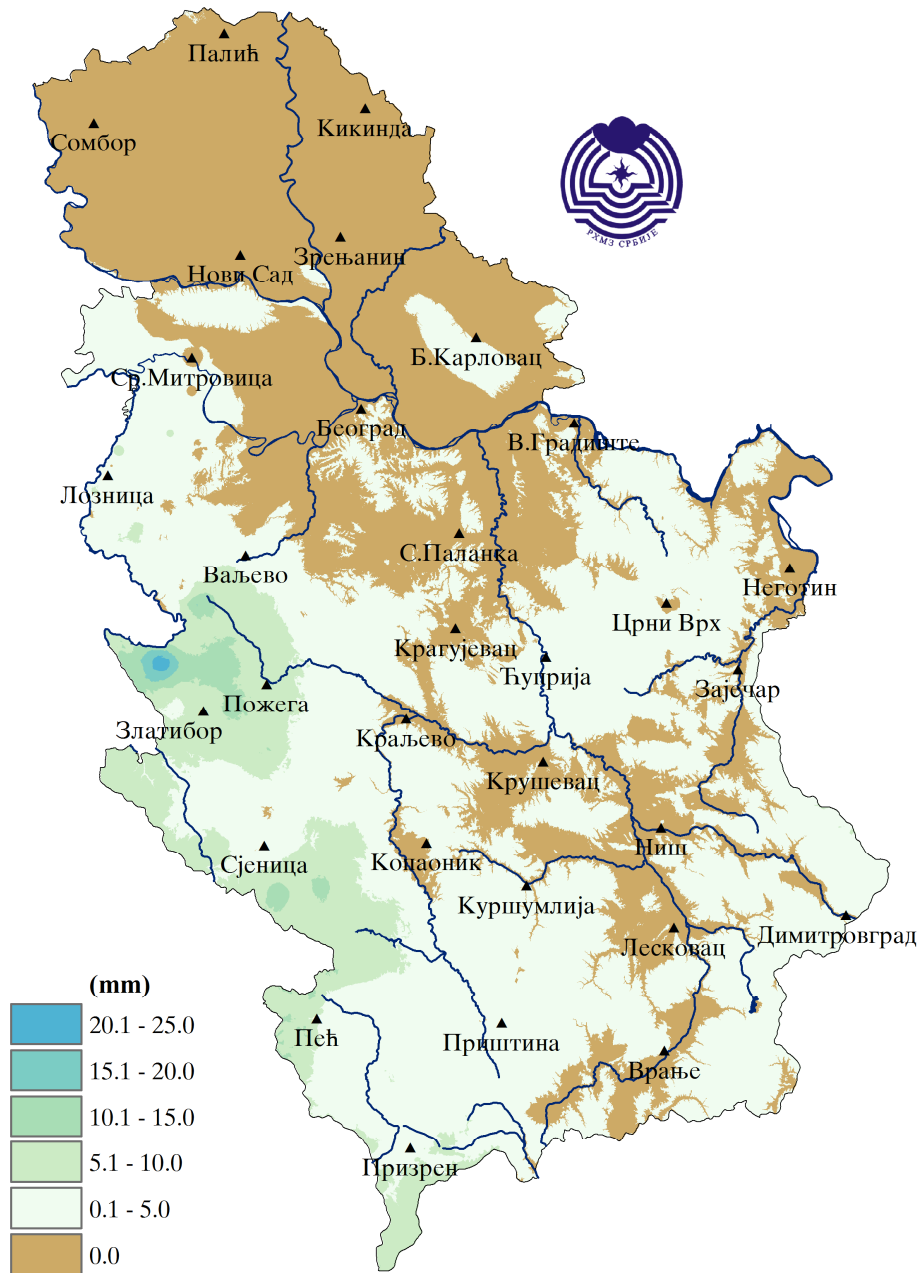 Палић
Кикинда
Сомбор
РХМЗ СРБИЈЕ
Зрењанин
Нови Сад
Б.Карловац
Ср.Митровица
Београд
В.Градиште
Лозница
С.Паланка
Ваљево
Неготин
Црни Врх
Крагујевац
Ћуприја
Зајечар
Пожега
Златибор
Краљево
Крушевац
Ниш
Сјеница
Копаоник
Куршумлија
Димитровград
Лесковац
(mm)
20.1 - 25.0
15.1 - 20.0
10.1 - 15.0
5.1 - 10.0
0.1 - 5.0
0.0
Пећ
Приштина
Врање
Призрен